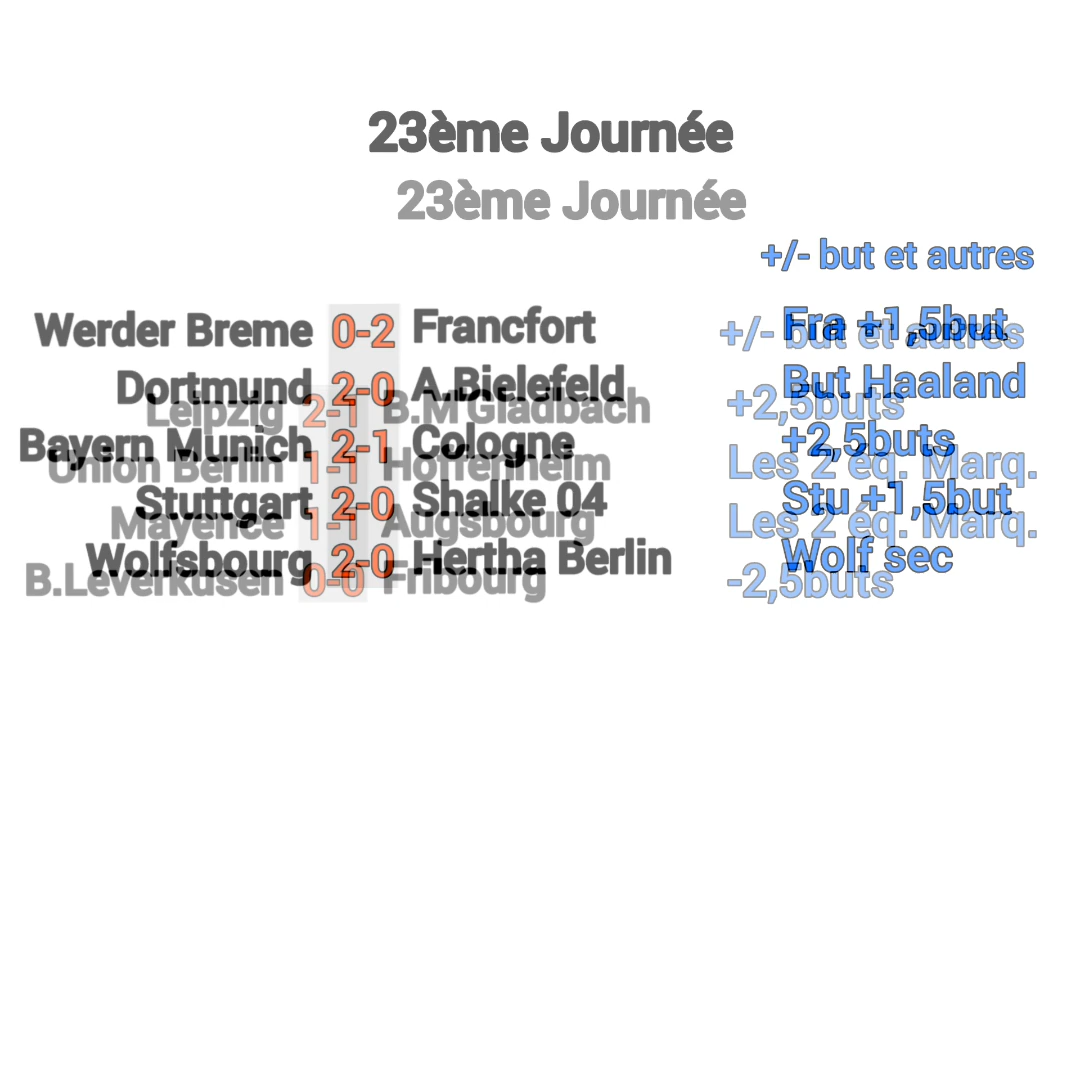 23ème Journée
23ème Journée
+/- but et autres
Werder Breme 0-2 Francfort Fra +1,5but
+/- but et autres
Dortmund 2-0 A.Bielefeld But Haaland
Leipzig 2-1 B.M'Gladbach +2,5buts
Bayern Munich 2-1 Cologne +2,5buts
Union Berlin 1-1 Hoffenheim Les 2 éq. Marq.
Stuttgart 2-0 Shalke 04 Stu +1,5but
Mayence 1-1 Augsbourg Les 2 éq. Marq.
Wolfsbourg 2-0 Hertha Berlin Wolf sec
B.Leverkusen 0-0 Fribourg -2,5buts